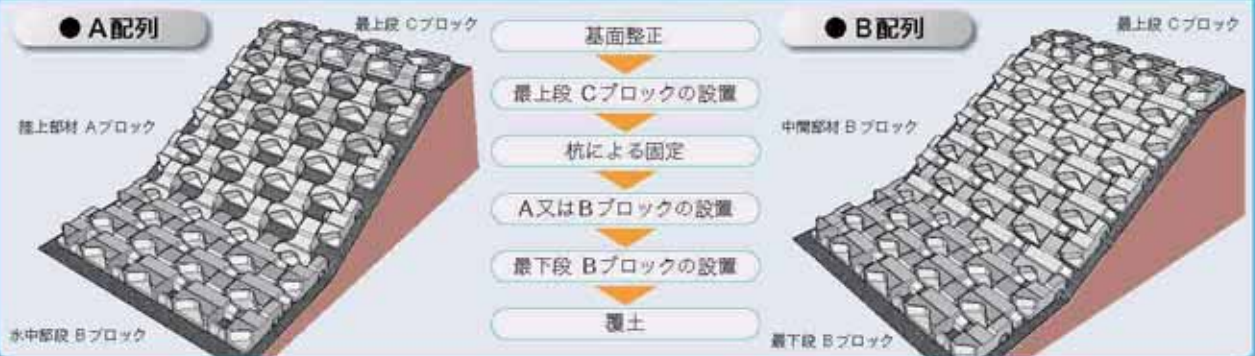 ● A配列
最上段 Cブロック
陸上部材 Aブロック
水中部段 Bブロック
基面整正
最上段 Cブロックの設置
杭による固定
A又はBブロックの設置
最下段 Bブロックの設置
覆土
● B配列
最上段 Cブロック
中間部材 Bブロック
最下段 Bブロック